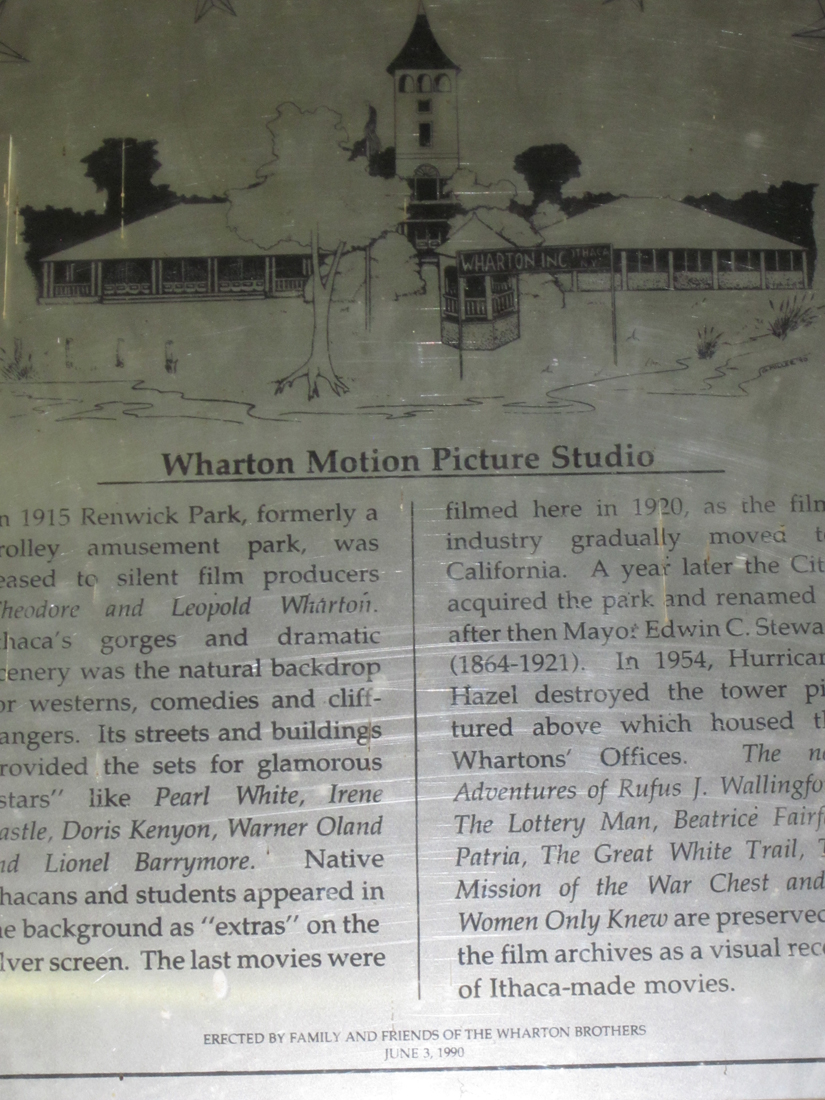 WHARTON INC ITHACA N.Y.
Wharton Motion Picture Studio
n 1915 Renwick Park, formerly a
rolley amusement park, was
eased to silent film producers
heodore and Leopold Wharton.
haca's gorges and dramatic
cenery was the natural backdrop
or westerns, comedies and cliff-
angers. Its streets and buildings
rovided the sets for glamorous
stars" like Pearl White, Irene
astle, Doris Kenyon, Warner Oland
nd Lionel Barrymore. Native
hacans and students appeared in
he background as "extras" on the
lver screen. The last movies were
filmed here in 1920, as the film
industry gradually moved to
California. A year later the Cit
acquired the park and renamed
after then Mayor Edwin C. Stewa
(1864-1921). In 1954, Hurrican
Hazel destroyed the tower pi
tured above which housed th
Whartons' Offices. The ne
Adventures of Rufus J. Wallingfo
The Lottery Man, Beatrice Fairf
Patria, The Great White Trail, T
Mission of the War Chest and
Women Only Knew are preserved
the film archives as a visual rec
of Ithaca-made movies.
ERECTED BY FAMILY AND FRIENDS OF THE WHARTON BROTHERS
JUNE 3, 1990